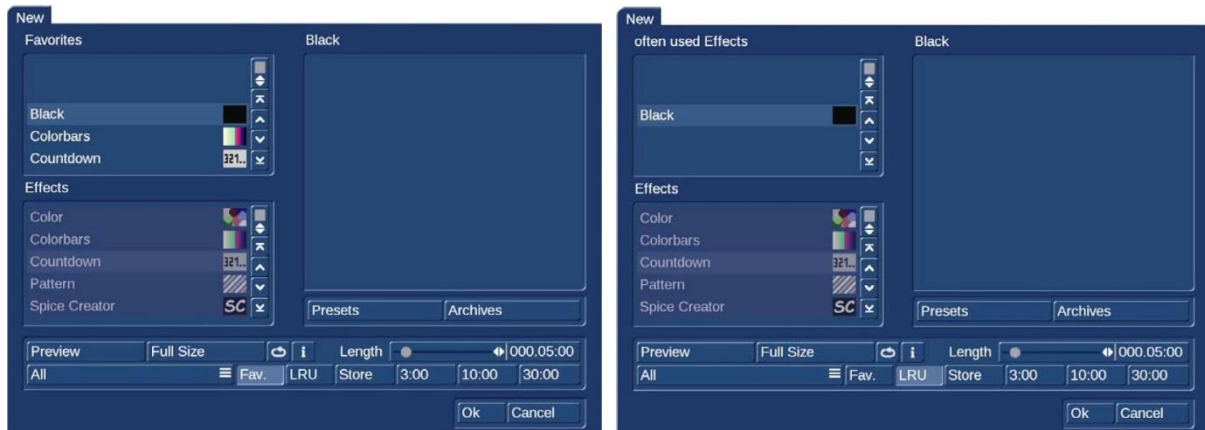 New
Favorites
Black
Black
Colorbars
Countdown
321..
Effects
Color
Colorbars
Countdown
321..
Pattern
Spice Creator
SC
Presets
Archives
Preview
Full Size
i
Length
000.05:00
All
Fav.
LRU
Store
3:00
10:00
30:00
Ok
Cancel
New
often used Effects
Black
Black
Effects
Color
Colorbars
Countdown
321..
Pattern
Spice Creator
SC
Presets
Archives
Preview
Full Size
i
Length
000.05:00
All
Fav.
LRU
Store
3:00
10:00
30:00
Ok
Cancel